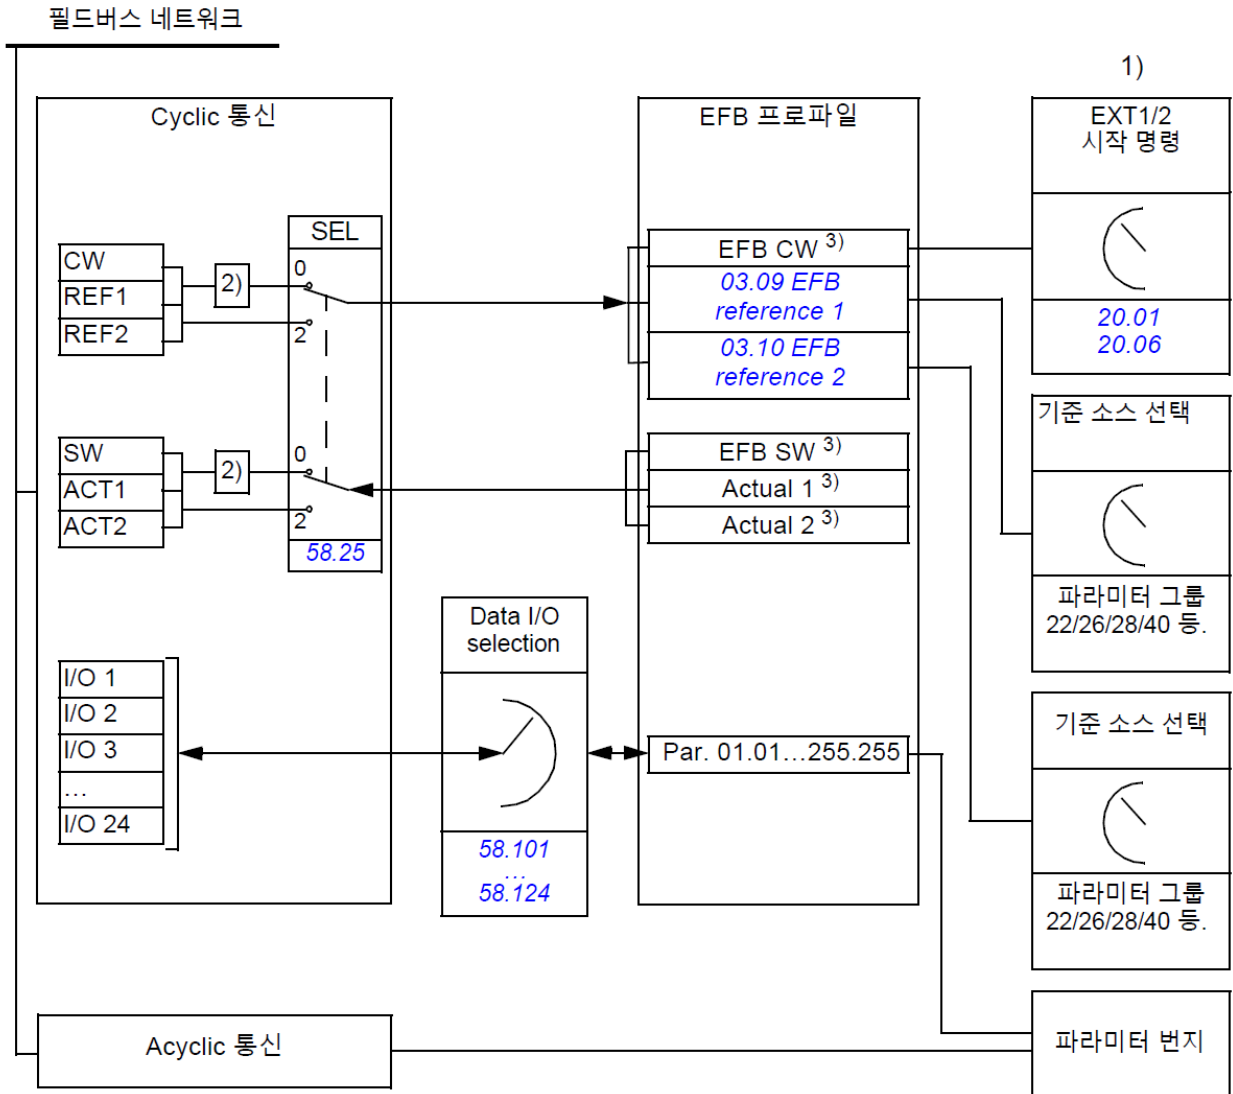 필드버스 네트워크
1)
Cyclic 통신
EFB 프로파일
EXT1/2
시작 명령
SEL
CW
REF1
REF2
2)
0
2
EFB CW 3)
03.09 EFB
reference 1
03.10 EFB
reference 2
20.01
20.06
기준 소스 선택
SW
ACT1
ACT2
2)
0
2
58.25
EFB SW 3)
Actual 1 3)
Actual 2 3)
파라미터 그룹
22/26/28/40 등.
Data I/O
selection
I/O 1
I/O 2
I/O 3
...
I/O 24
58.101
...
58.124
Par. 01.01...255.255
기준 소스 선택
파라미터 그룹
22/26/28/40 등.
Acyclic 통신
파라미터 번지